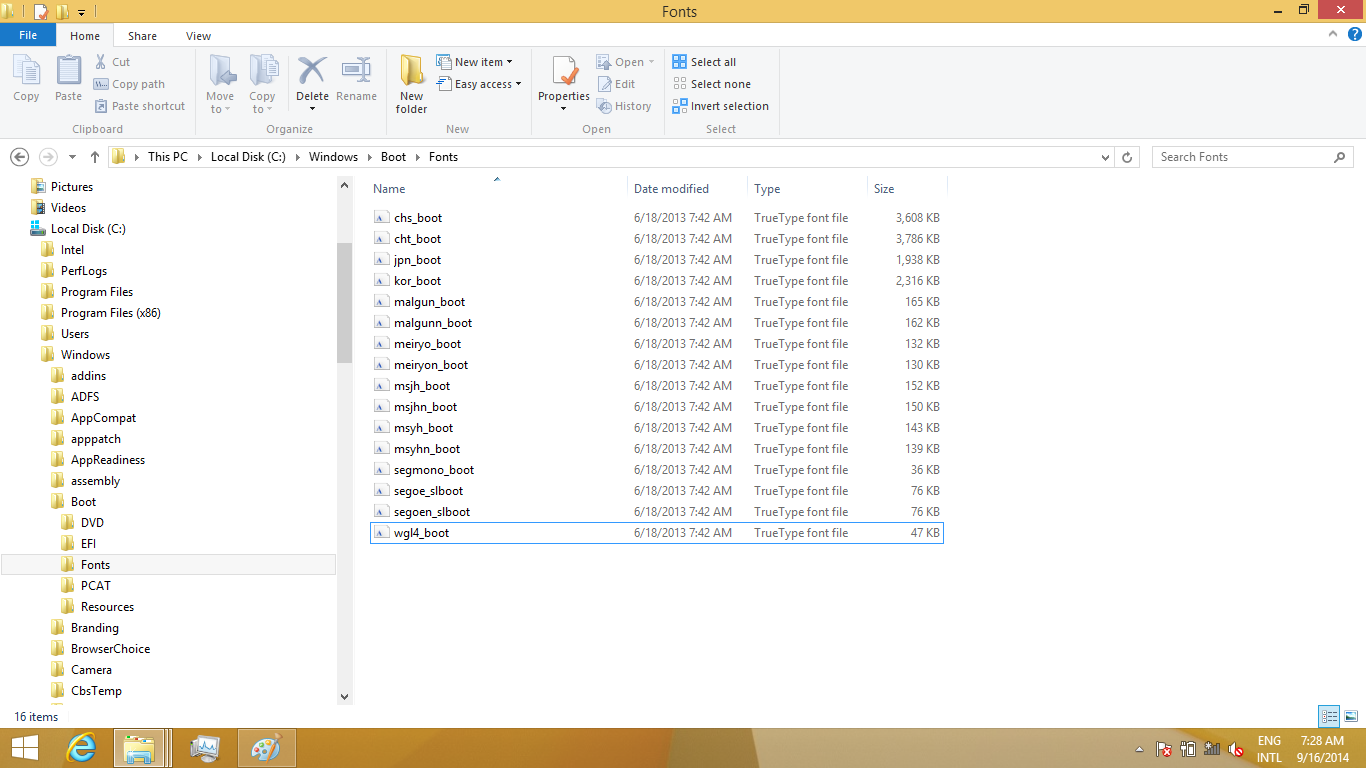 Fonts
File Home Share View
Copy Paste Cut Copy path Paste shortcut Clipboard
Move to Copy to Delete Rename Organize
New folder New item Easy access New
Properties Open Edit History Open
Select all Select none Invert selection Select
This PC Local Disk (C:) Windows Boot Fonts
Search Fonts
Pictures
Videos
Local Disk (C:)
Intel
PerfLogs
Program Files
Program Files (x86)
Users
Windows
addins
ADFS
AppCompat
apppatch
AppReadiness
assembly
Boot
DVD
EFI
Fonts
PCAT
Resources
Branding
BrowserChoice
Camera
CbsTemp
Name Date modified Type Size
chs_boot 6/18/2013 7:42 AM TrueType font file 3,608 KB
cht_boot 6/18/2013 7:42 AM TrueType font file 3,786 KB
jpn_boot 6/18/2013 7:42 AM TrueType font file 1,938 KB
kor_boot 6/18/2013 7:42 AM TrueType font file 2,316 KB
malgun_boot 6/18/2013 7:42 AM TrueType font file 165 KB
malgunn_boot 6/18/2013 7:42 AM TrueType font file 162 KB
meiryo_boot 6/18/2013 7:42 AM TrueType font file 132 KB
meiryon_boot 6/18/2013 7:42 AM TrueType font file 130 KB
msjh_boot 6/18/2013 7:42 AM TrueType font file 152 KB
msjhn_boot 6/18/2013 7:42 AM TrueType font file 150 KB
msyh_boot 6/18/2013 7:42 AM TrueType font file 143 KB
msyhn_boot 6/18/2013 7:42 AM TrueType font file 139 KB
segmono_boot 6/18/2013 7:42 AM TrueType font file 36 KB
segoe_slboot 6/18/2013 7:42 AM TrueType font file 76 KB
segoen_slboot 6/18/2013 7:42 AM TrueType font file 76 KB
wgl4_boot 6/18/2013 7:42 AM TrueType font file 47 KB
16 items
ENG 7:28 AM
INTL 9/16/2014